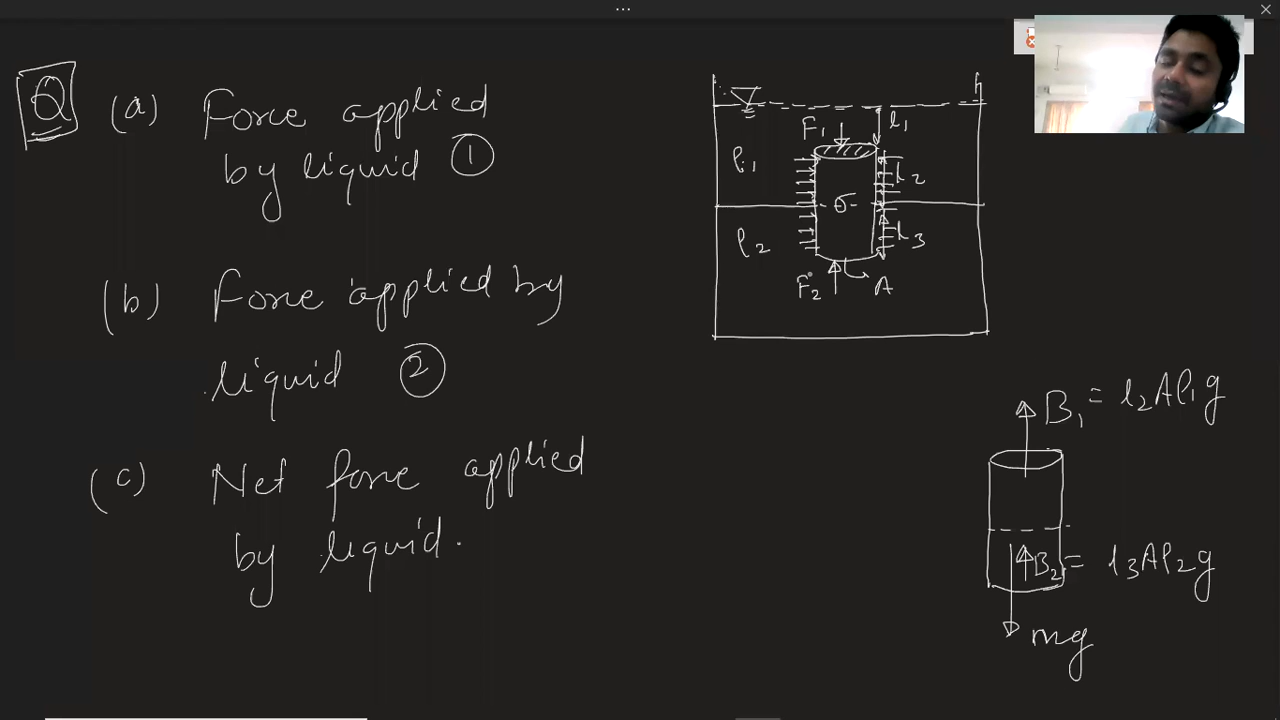 Q (a) Force applied
by liquid ①
(b) Force applied by
liquid ②
(c) Net force applied
by liquid.
F₁ l₁
ρ₁ l₂
σ
ρ₂ l₃
F₂ A
B₁ = l₂Aρ₁g
B₂ = l₃Aρ₂g
mg